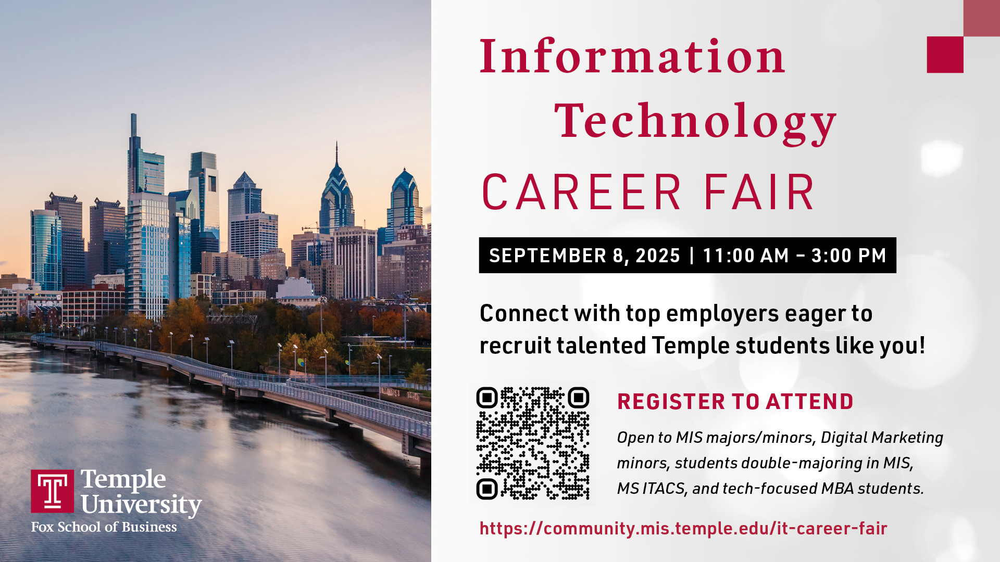 Information
Technology
CAREER FAIR
SEPTEMBER 8, 2025 | 11:00 AM – 3:00 PM
Connect with top employers eager to
recruit talented Temple students like you!
REGISTER TO ATTEND
Open to MIS majors/minors, Digital Marketing
minors, students double-majoring in MIS,
MS ITACS, and tech-focused MBA students.
https://community.mis.temple.edu/it-career-fair
T
Temple
University
Fox School of Business